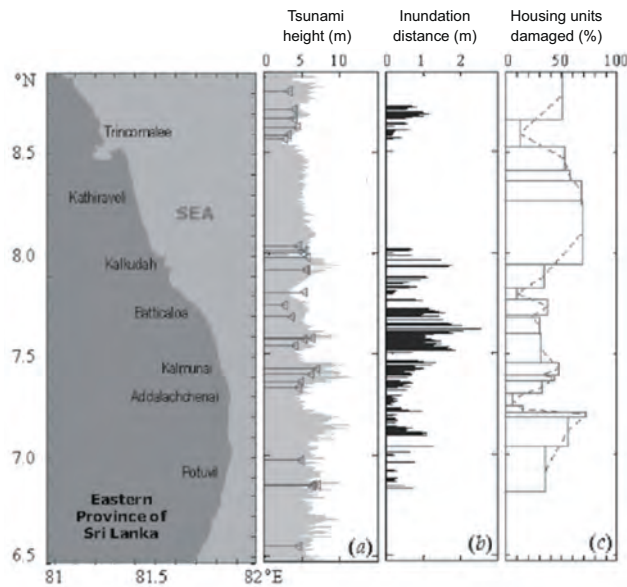 Tsunami
height (m)
Inundation
distance (m)
Housing units
damaged (%)
0 5 10 15
0 1 2
0 50 100
°N
8.5
8.0
7.5
7.0
6.5
Trincomalee
Kathiraveli
SEA
Kalkudah
Batticaloa
Kalmunai
Addalachchenai
Potuvil
Eastern
Province of
Sri Lanka
(a)
(b)
(c)
81 81.5 82°E